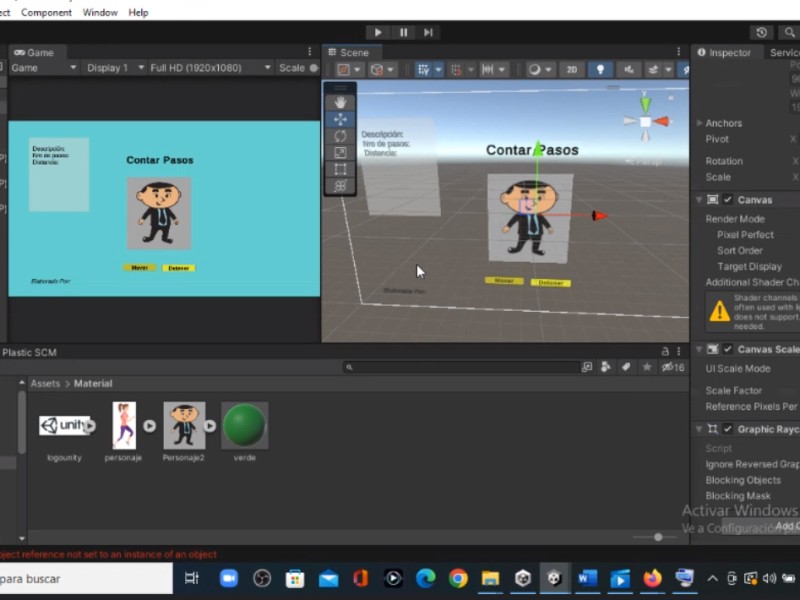 ect Component Window Help
Game
Scene
Inspector Servic
Game Display 1 Full HD (1920x1080) Scale
2D
Descripción:
Nro de pasos:
Distancia:
Contar Pasos
Mover Detener
Elaborado Por:
Descripción:
Nro de pasos:
Distancia:
Contar Pasos
Mover Detener
Elaborado Por:
Anchors
Pivot X
Rotation X
Scale X
Canvas
Render Mode
Pixel Perfect
Sort Order
Target Display
Additional Shader Ch
Shader channels
often used with li
does not support.
needed.
Canvas Scale
UI Scale Mode
Scale Factor
Reference Pixels Per
Graphic Rayc
Script
Ignore Reversed Grap
Blocking Objects
Blocking Mask
Add C
Plastic SCM
16
Assets > Material
unity
logounity personaje Personaje2 verde
Activar Windows
Ve a Configuración
bject reference not set to an instance of an object
para buscar